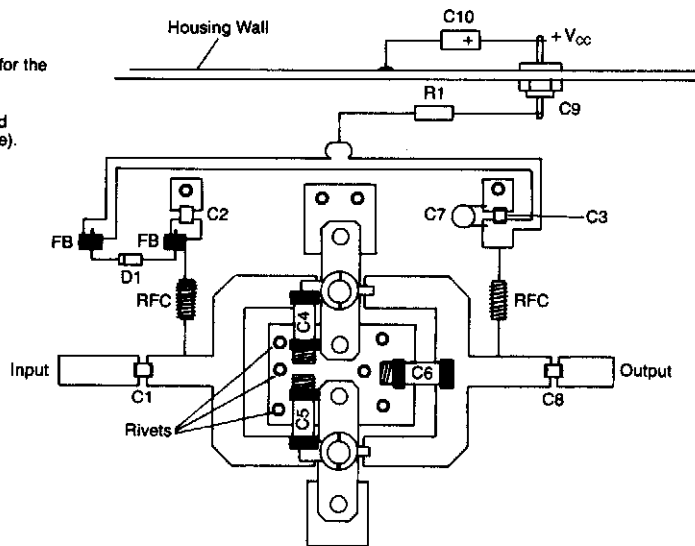 Housing Wall
C10
+
+ V_CC
for the
R1
C9
d
e).
C2
C7
C3
FB
FB
D1
RFC
RFC
C4
Input
C6
Output
C1
C8
Rivets
C5